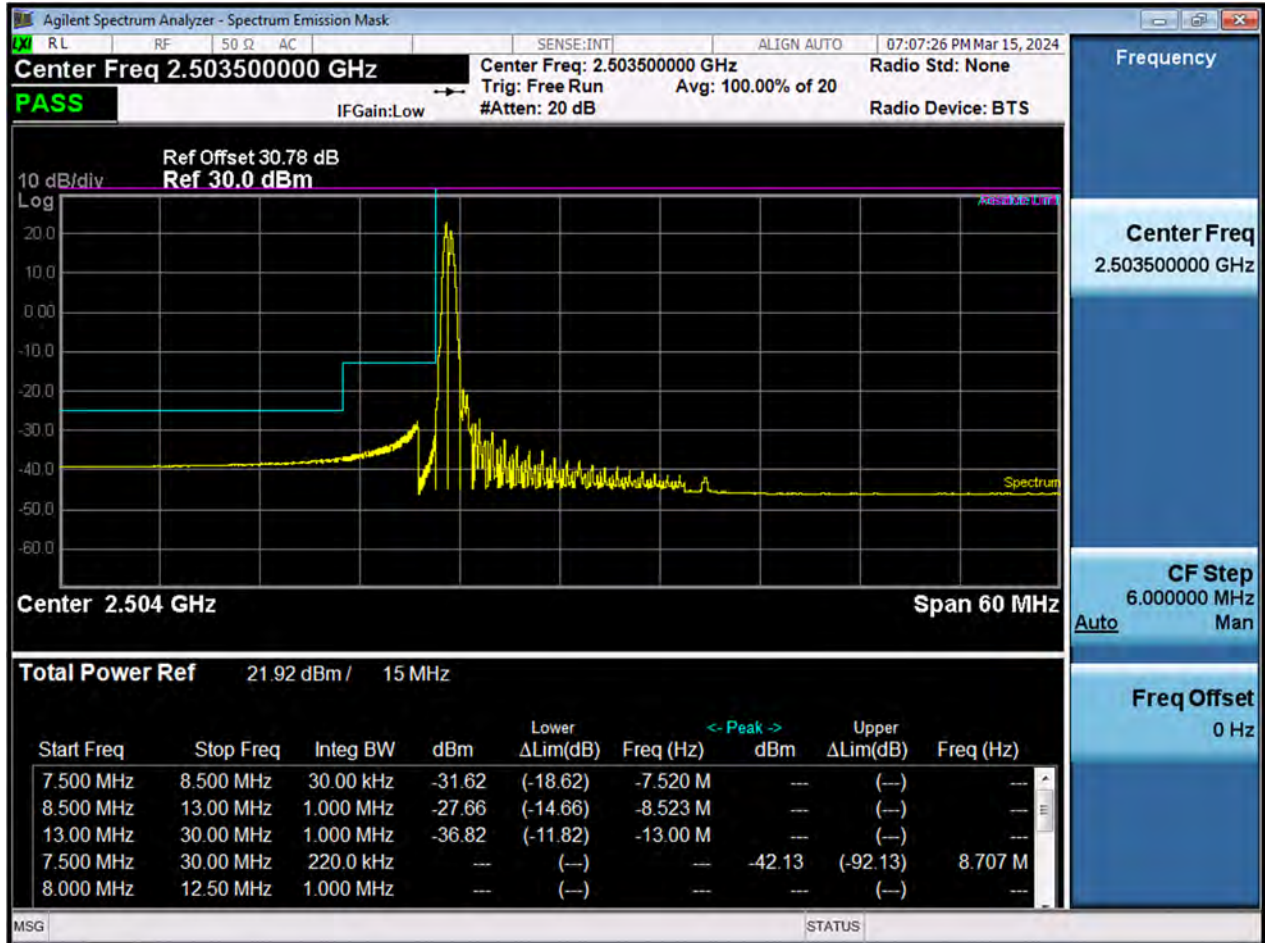 Agilent Spectrum Analyzer - Spectrum Emission Mask
LXI RL RF 50 Ω AC SENSE:INT ALIGN AUTO 07:07:26 PM Mar 15, 2024
Center Freq 2.503500000 GHz
Center Freq: 2.503500000 GHz
Radio Std: None
Trig: Free Run Avg: 100.00% of 20
PASS
IFGain:Low
#Atten: 20 dB
Radio Device: BTS
Ref Offset 30.78 dB
10 dB/div Ref 30.0 dBm
Log
Absolute Limit
20.0
10.0
0.00
-10.0
-20.0
-30.0
-40.0
Spectrum
-50.0
-60.0
Center 2.504 GHz Span 60 MHz
Total Power Ref 21.92 dBm / 15 MHz
Lower <- Peak -> Upper
Start Freq Stop Freq Integ BW dBm ΔLim(dB) Freq (Hz) dBm ΔLim(dB) Freq (Hz)
7.500 MHz 8.500 MHz 30.00 kHz -31.62 (-18.62) -7.520 M --- (---) ---
8.500 MHz 13.00 MHz 1.000 MHz -27.66 (-14.66) -8.523 M --- (---) ---
13.00 MHz 30.00 MHz 1.000 MHz -36.82 (-11.82) -13.00 M --- (---) ---
7.500 MHz 30.00 MHz 220.0 kHz --- (---) --- -42.13 (-92.13) 8.707 M
8.000 MHz 12.50 MHz 1.000 MHz --- (---) --- --- (---) ---
MSG STATUS
Frequency
Center Freq
2.503500000 GHz
CF Step
6.000000 MHz
Auto Man
Freq Offset
0 Hz